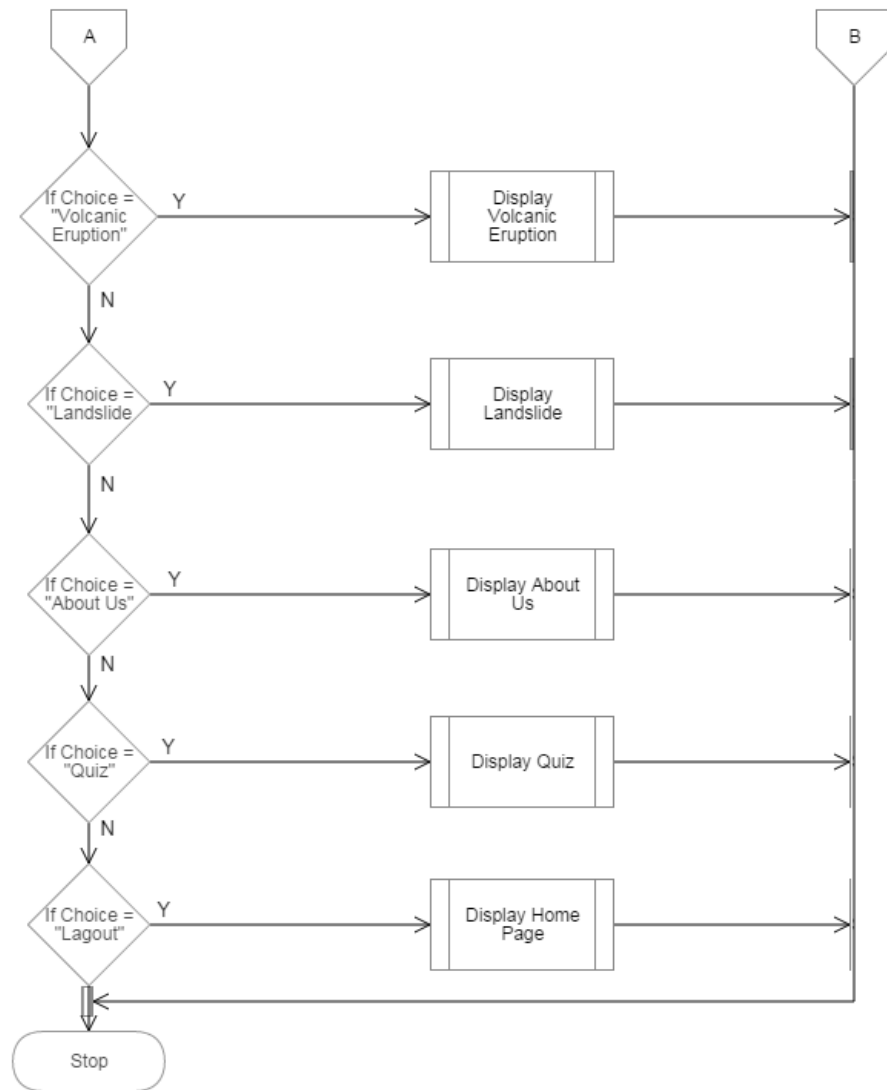 A
B
If Choice =
"Volcanic
Eruption"
Y
Display
Volcanic
Eruption
N
If Choice =
"Landslide
Y
Display
Landslide
N
If Choice =
"About Us"
Y
Display About
Us
N
If Choice =
"Quiz"
Y
Display Quiz
N
If Choice =
"Lagout"
Y
Display Home
Page
Stop